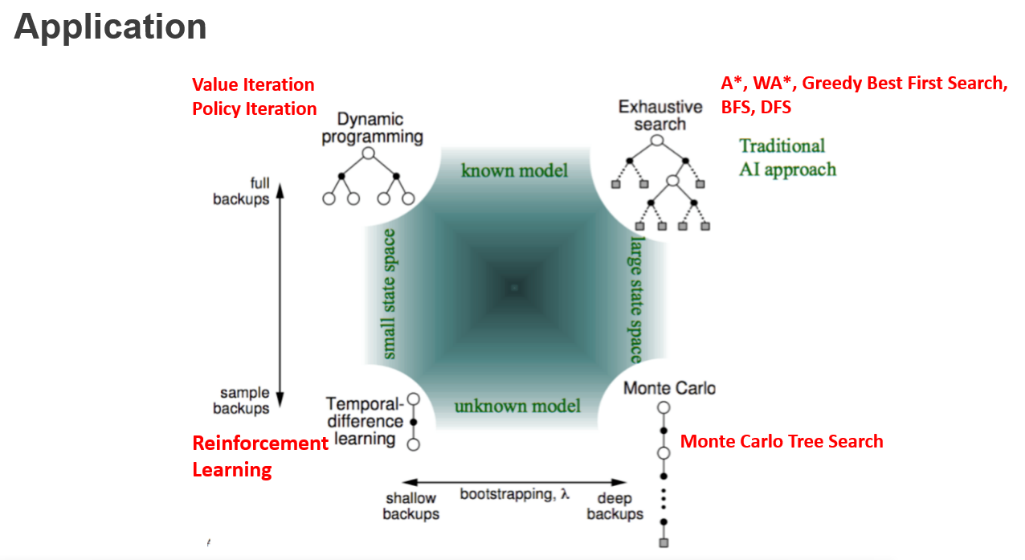 Application
Value Iteration
Policy Iteration
Dynamic
programming
Exhaustive
search
A*, WA*, Greedy Best First Search,
BFS, DFS
Traditional
AI approach
known model
full
backups
small state space
large state space
sample
backups
Temporal-
difference
learning
unknown model
Monte Carlo
Reinforcement
Learning
Monte Carlo Tree Search
shallow
backups
bootstrapping, λ
deep
backups